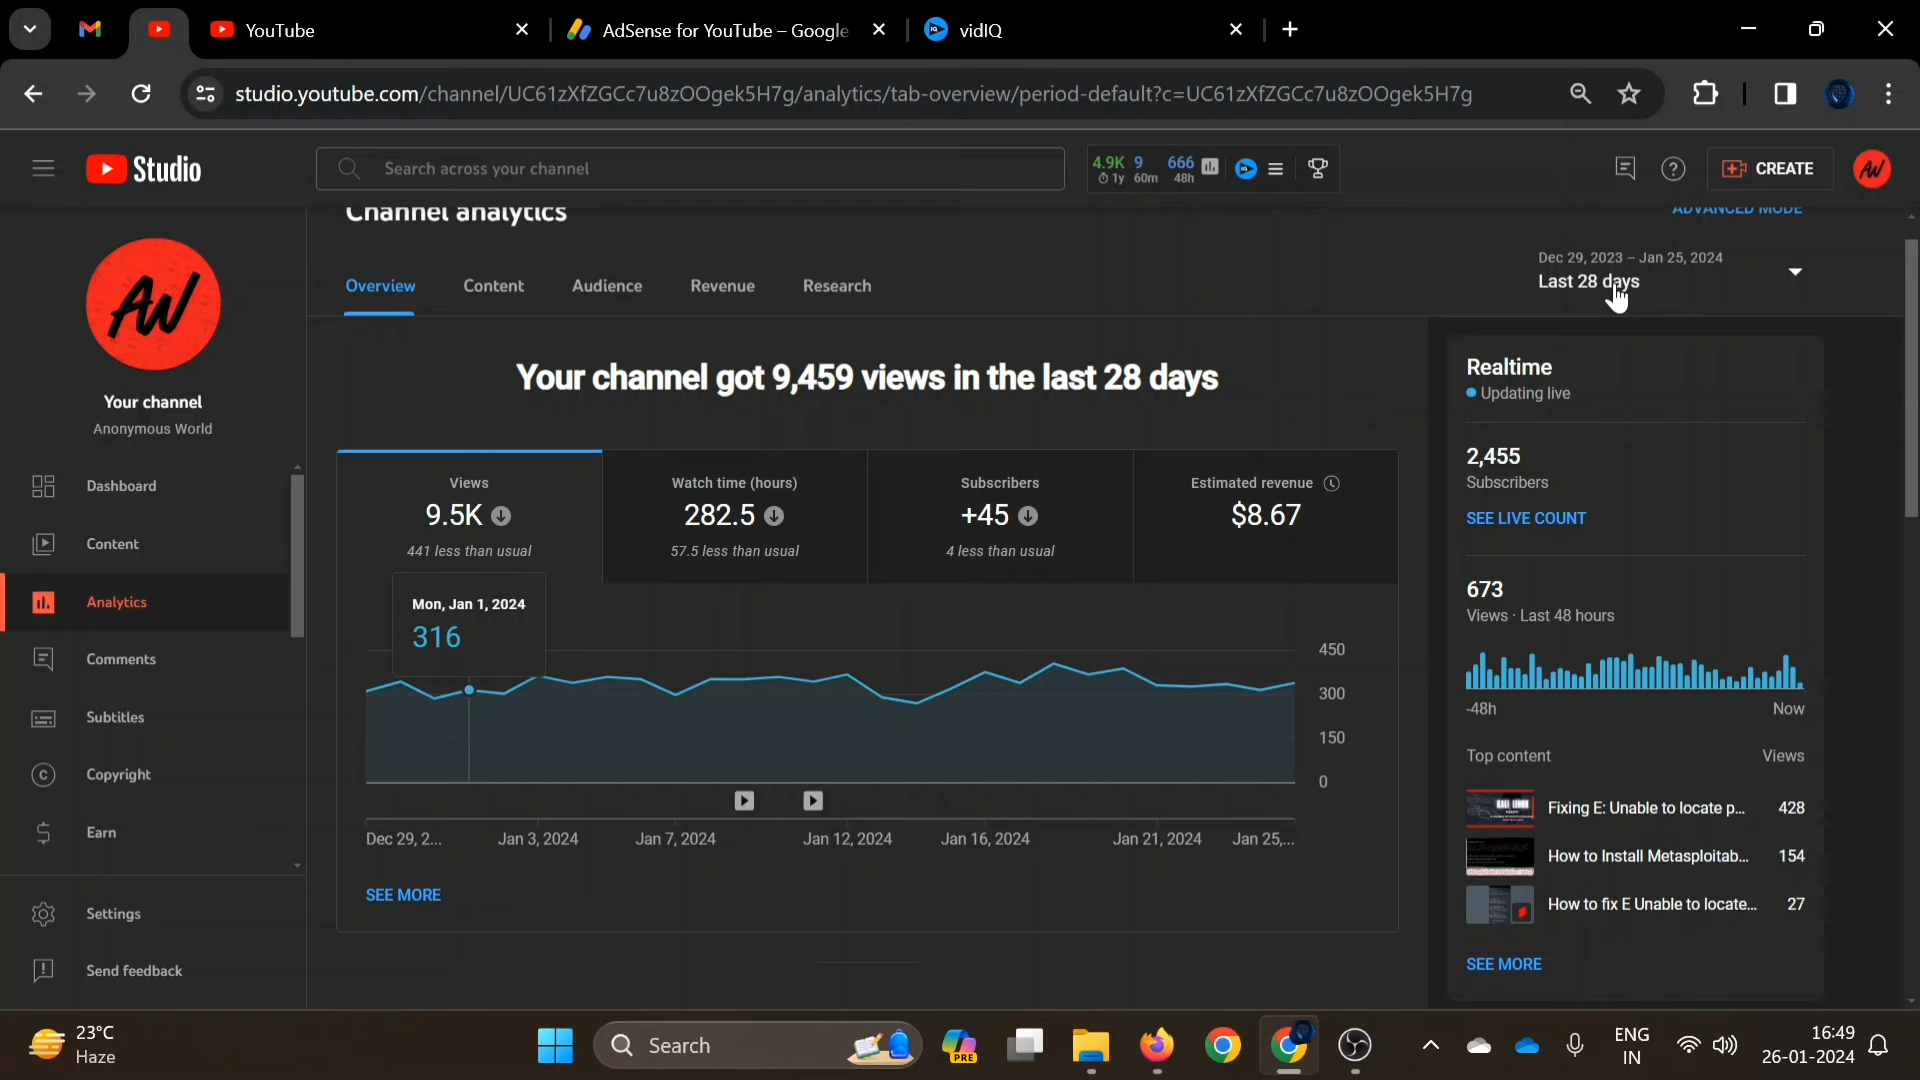 YouTube
AdSense for YouTube – Google
vidIQ
studio.youtube.com/channel/UC61zXfZGCc7u8zOOgek5H7g/analytics/tab-overview/period-default?c=UC61zXfZGCc7u8zOOgek5H7g
Studio
Search across your channel
4.9K 9 666
1y 60m 48h
CREATE
AW
Channel analytics
ADVANCED MODE
Overview
Content
Audience
Revenue
Research
Dec 29, 2023 – Jan 25, 2024
Last 28 days
AW
Your channel
Anonymous World
Dashboard
Content
Analytics
Comments
Subtitles
Copyright
Earn
Settings
Send feedback
Your channel got 9,459 views in the last 28 days
Views
9.5K
441 less than usual
Watch time (hours)
282.5
57.5 less than usual
Subscribers
+45
4 less than usual
Estimated revenue
$8.67
Mon, Jan 1, 2024
316
450
300
150
0
Dec 29, 2...
Jan 3, 2024
Jan 7, 2024
Jan 12, 2024
Jan 16, 2024
Jan 21, 2024
Jan 25,...
SEE MORE
Realtime
Updating live
2,455
Subscribers
SEE LIVE COUNT
673
Views · Last 48 hours
-48h
Now
Top content
Views
Fixing E: Unable to locate p... 428
How to Install Metasploitab... 154
How to fix E Unable to locate... 27
SEE MORE
23°C
Haze
Search
PRE
ENG
IN
16:49
26-01-2024